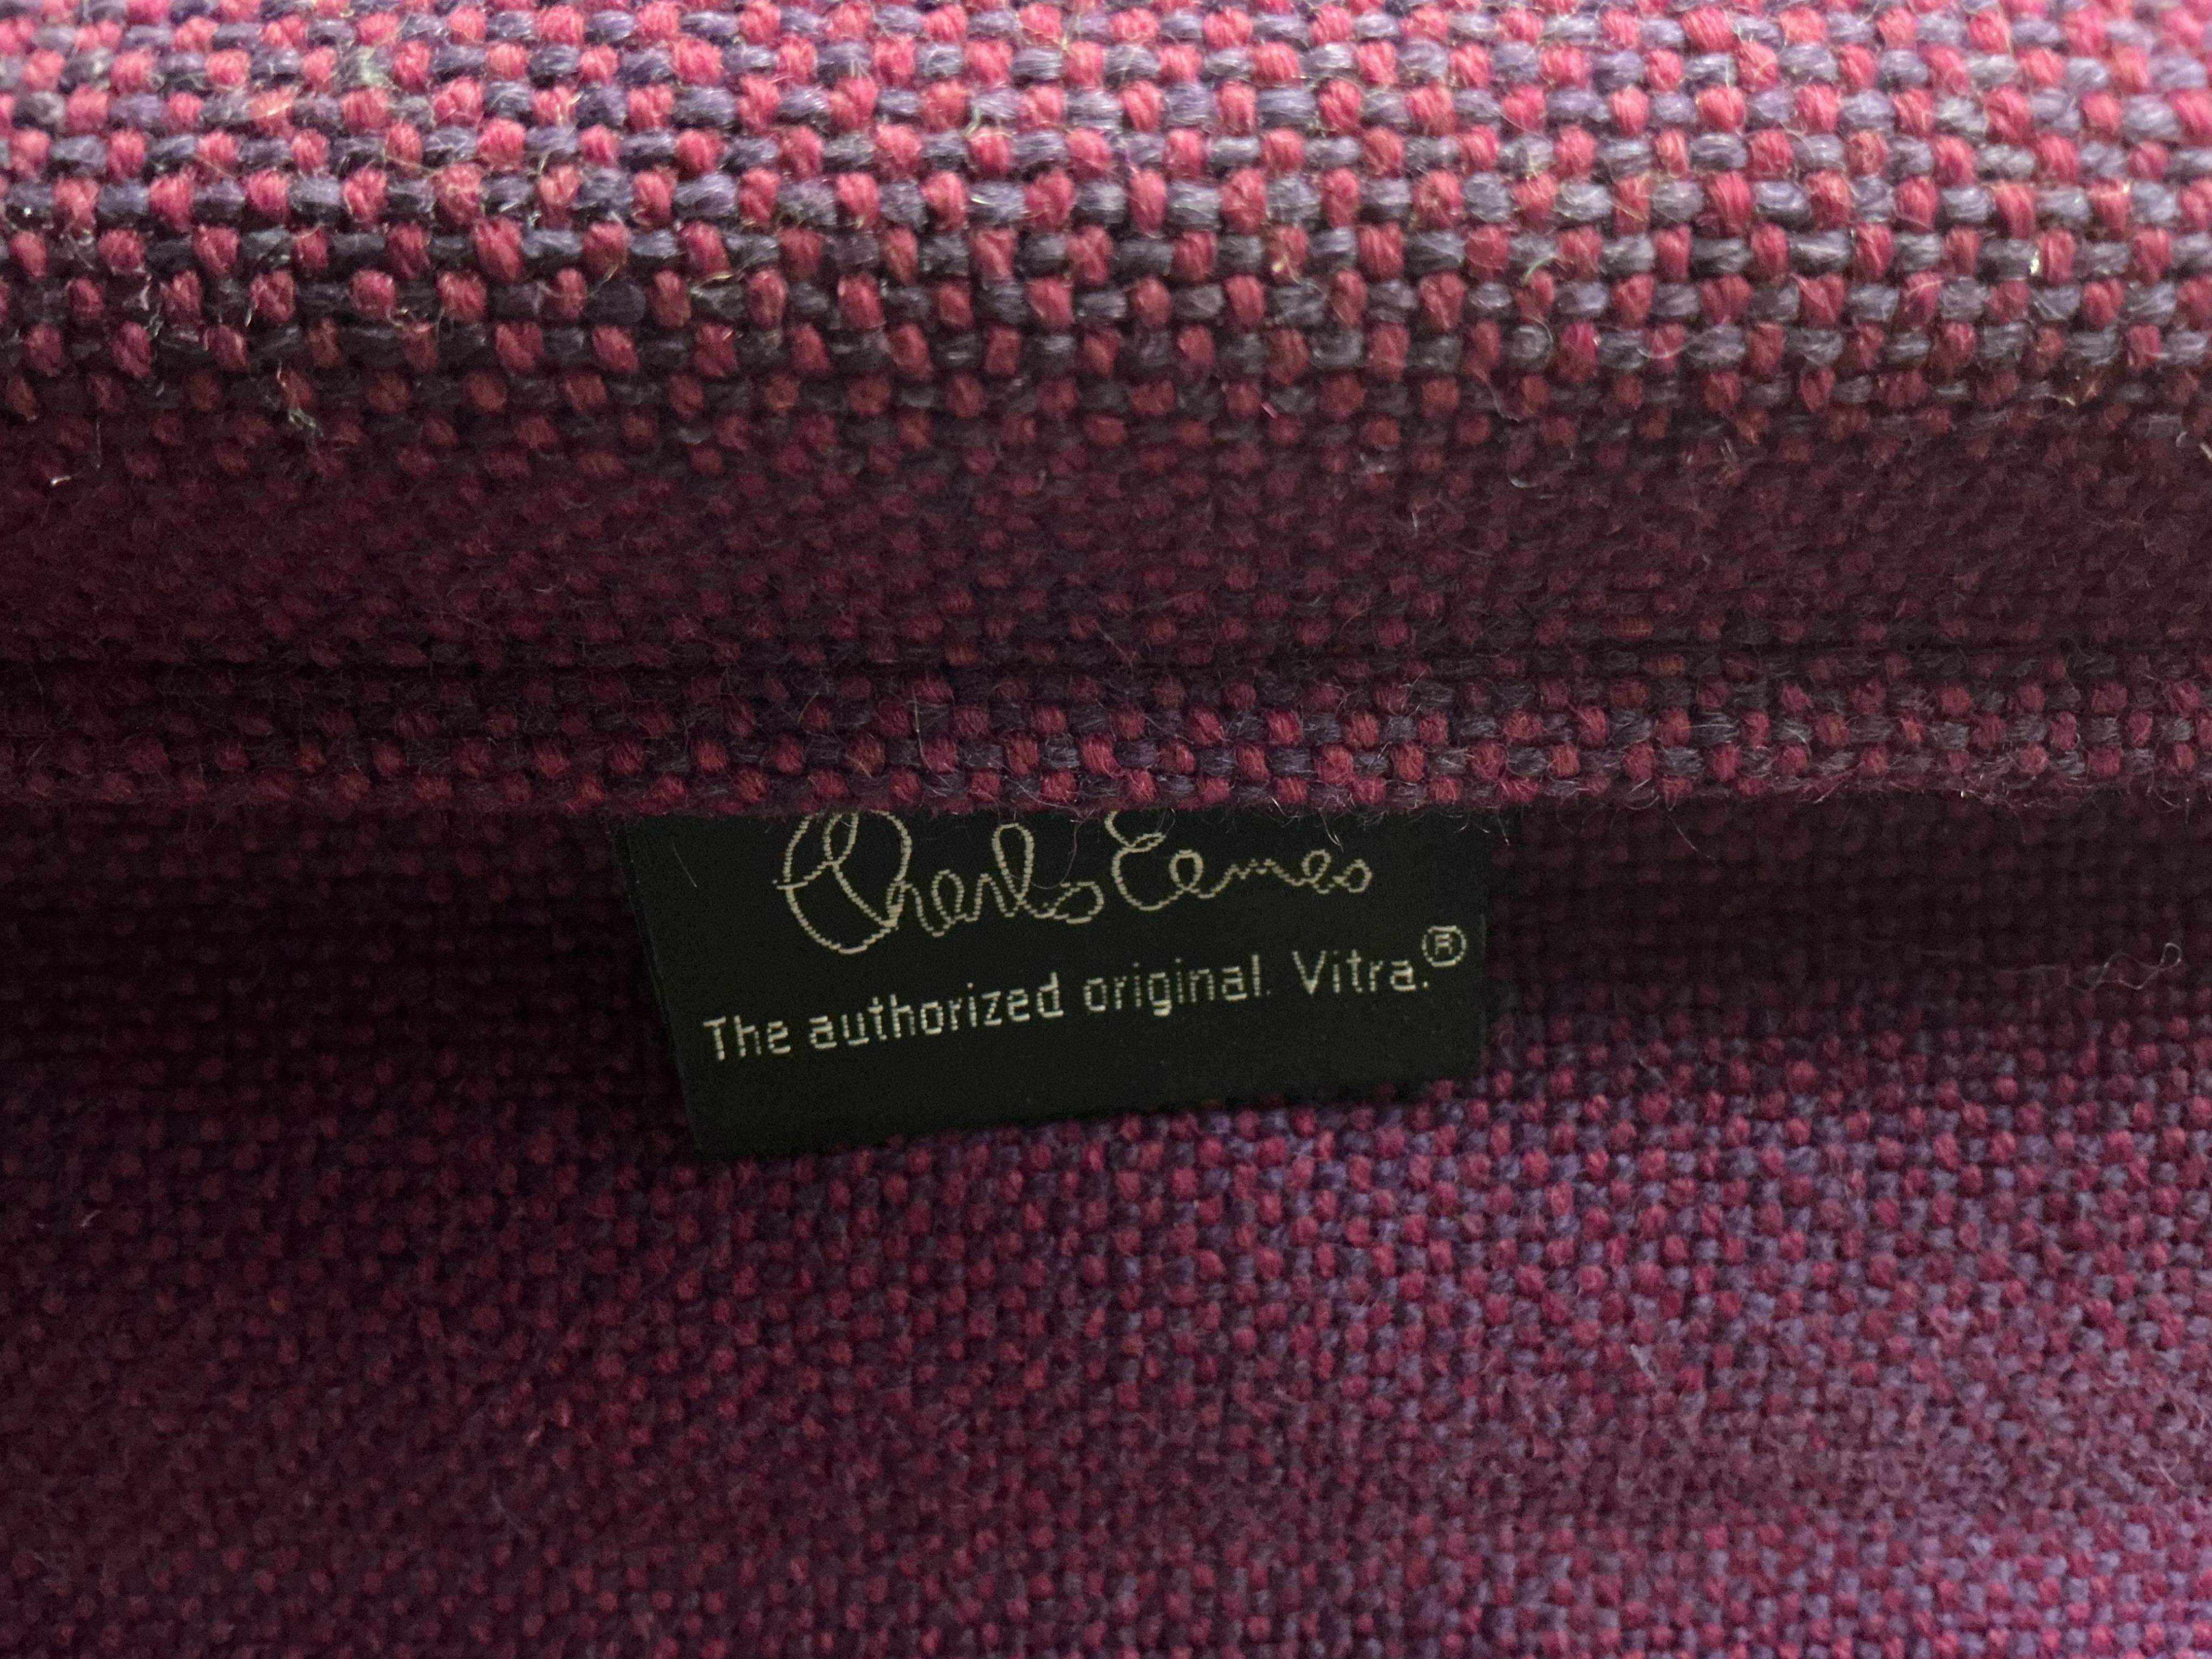 Charles Eames
The authorized original. Vitra.®